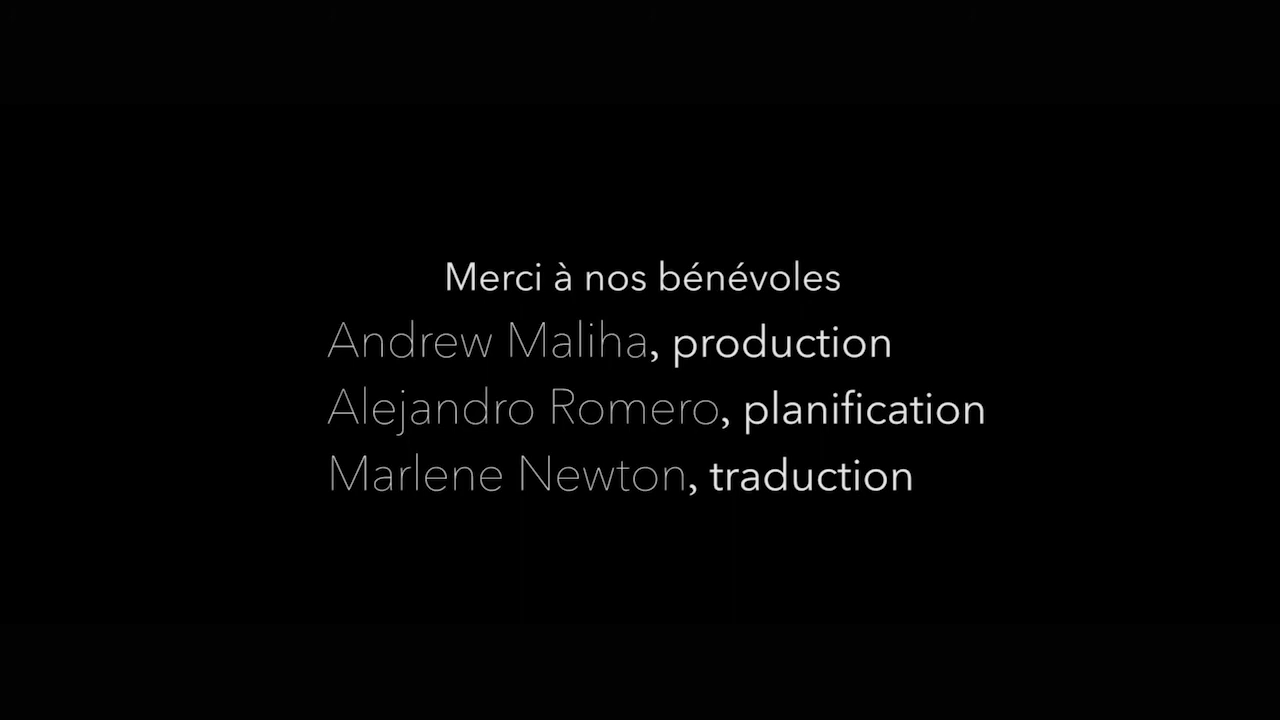 Merci à nos bénévoles
Andrew Maliha, production
Alejandro Romero, planification
Marlene Newton, traduction